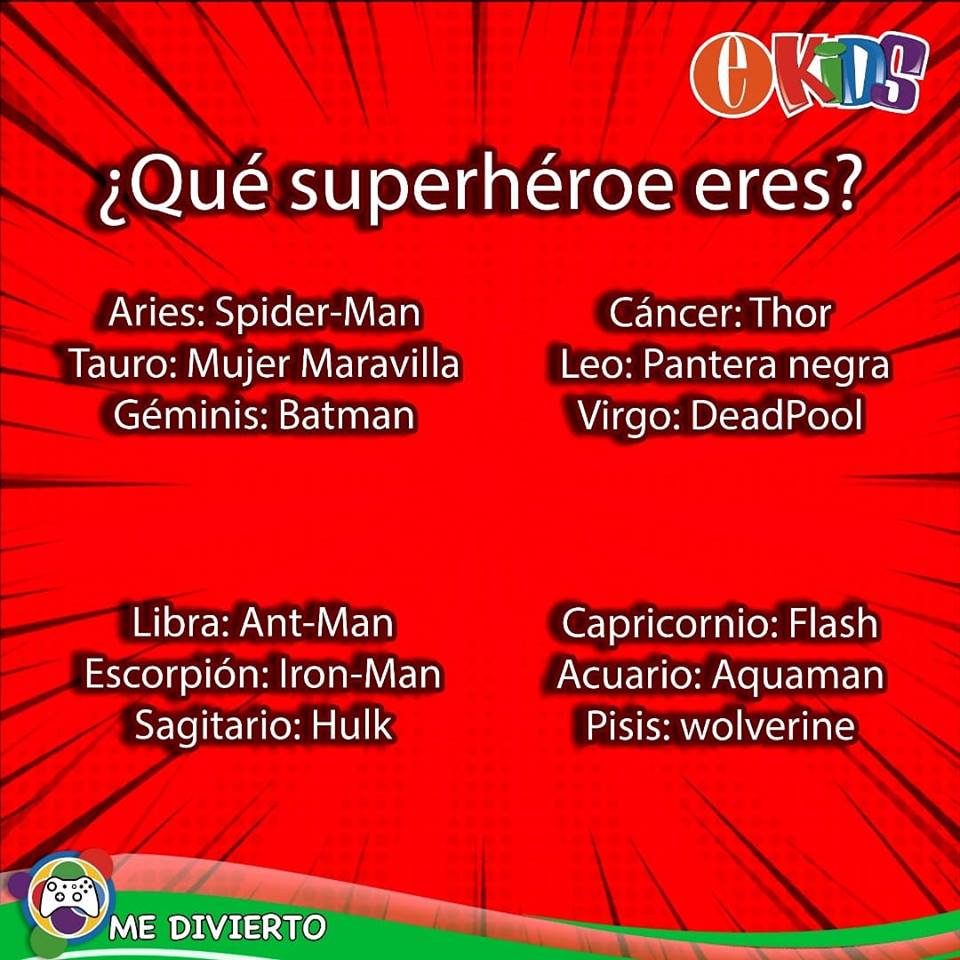 e KiDS
¿Qué superhéroe eres?
Aries: Spider-Man
Tauro: Mujer Maravilla
Géminis: Batman
Cáncer: Thor
Leo: Pantera negra
Virgo: DeadPool
Libra: Ant-Man
Escorpión: Iron-Man
Sagitario: Hulk
Capricornio: Flash
Acuario: Aquaman
Pisis: wolverine
ME DIVIERTO